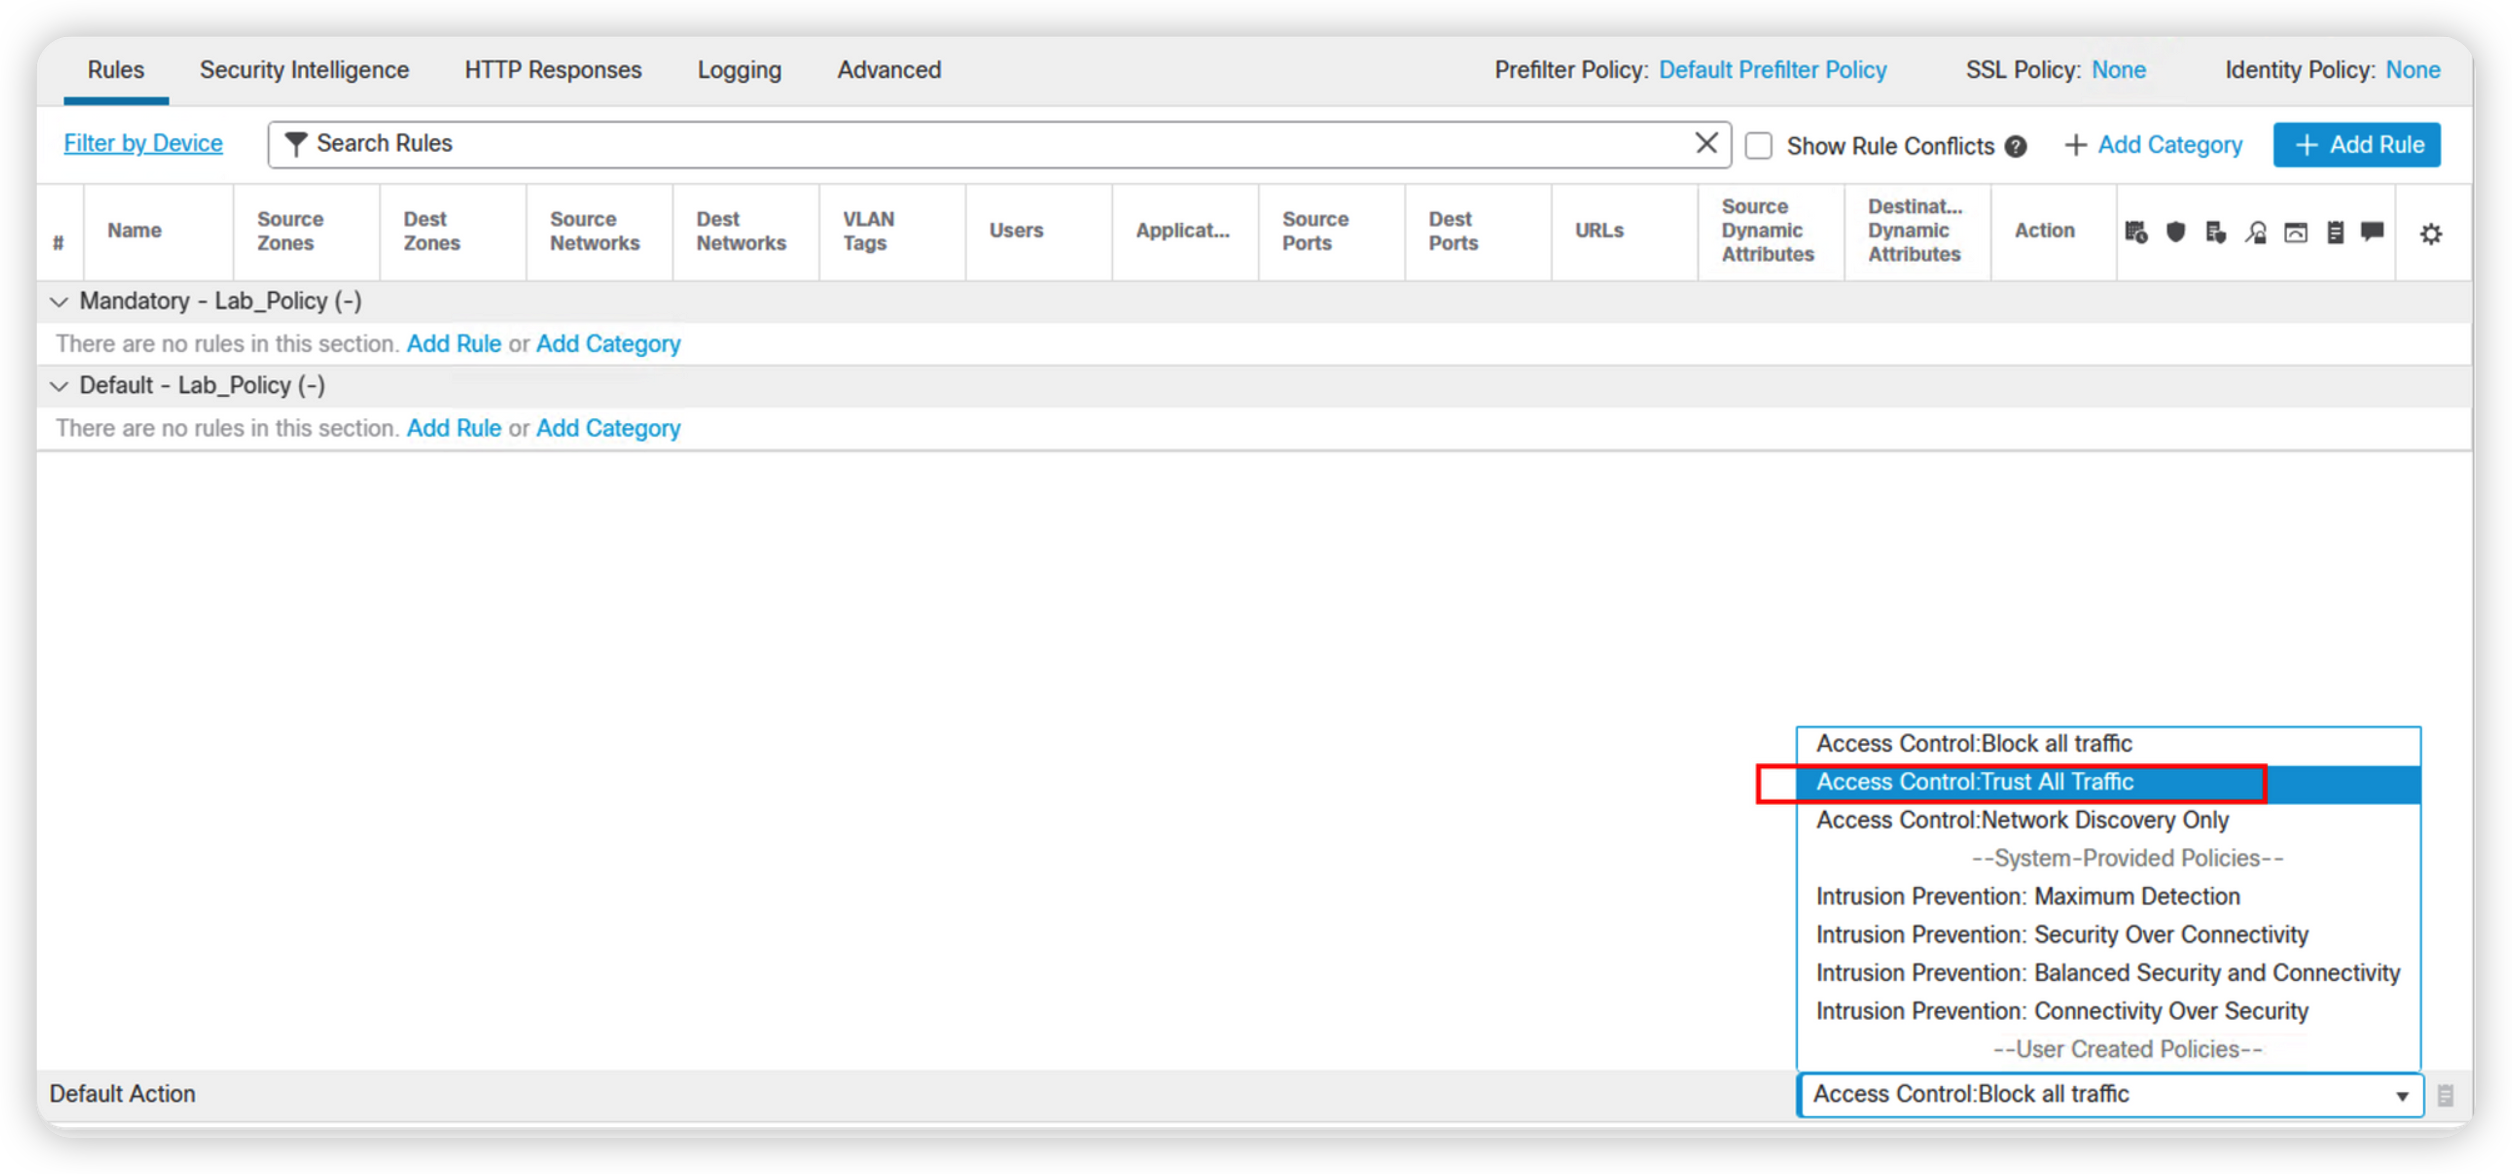 Rules Security Intelligence HTTP Responses Logging Advanced Prefilter Policy: Default Prefilter Policy SSL Policy: None Identity Policy: None
Filter by Device Search Rules Show Rule Conflicts ? + Add Category + Add Rule
# Name Source Zones Dest Zones Source Networks Dest Networks VLAN Tags Users Applicat... Source Ports Dest Ports URLs Source Dynamic Attributes Destinat... Dynamic Attributes Action
Mandatory - Lab_Policy (-)
There are no rules in this section. Add Rule or Add Category
Default - Lab_Policy (-)
There are no rules in this section. Add Rule or Add Category
Access Control:Block all traffic
Access Control:Trust All Traffic
Access Control:Network Discovery Only
--System-Provided Policies--
Intrusion Prevention: Maximum Detection
Intrusion Prevention: Security Over Connectivity
Intrusion Prevention: Balanced Security and Connectivity
Intrusion Prevention: Connectivity Over Security
--User Created Policies--
Default Action Access Control:Block all traffic